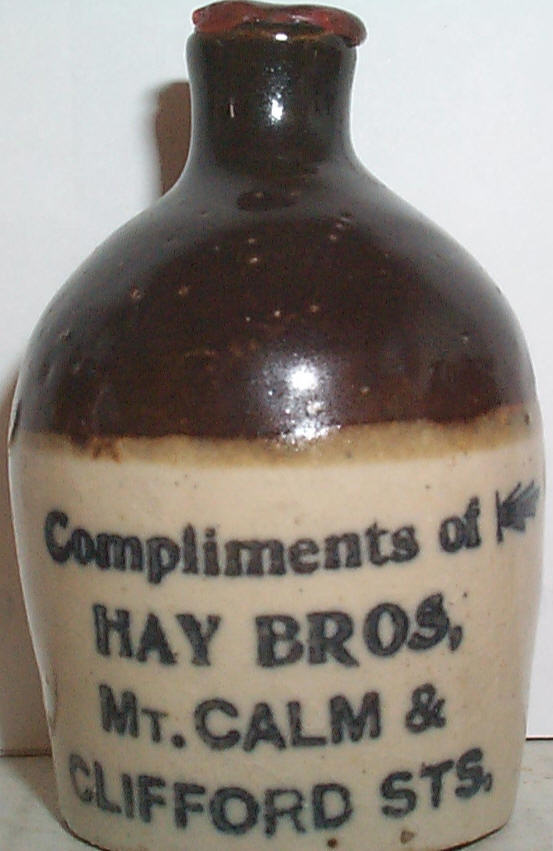 Compliments of
HAY BROS,
MT. CALM &
CLIFFORD STS,